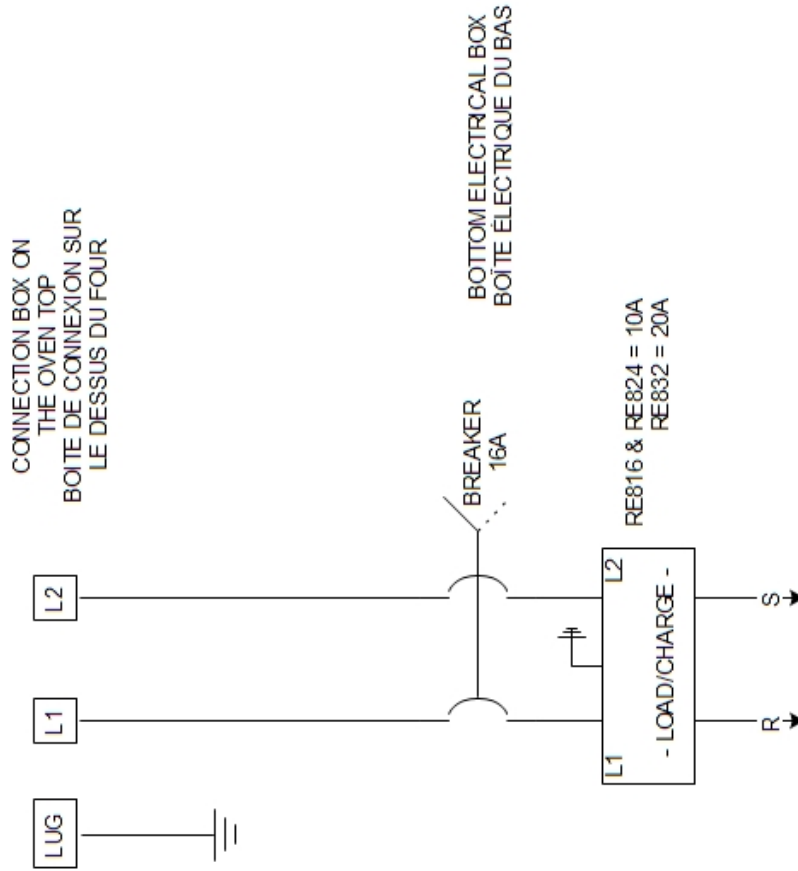 CONNECTION BOX ON
THE OVEN TOP
BOITE DE CONNEXION SUR
LE DESSUS DU FOUR
LUG
L1
L2
BREAKER
16A
BOTTOM ELECTRICAL BOX
BOÎTE ÉLECTRIQUE DU BAS
L1
L2
- LOAD/CHARGE -
RE816 & RE824 = 10A
RE832 = 20A
R
S